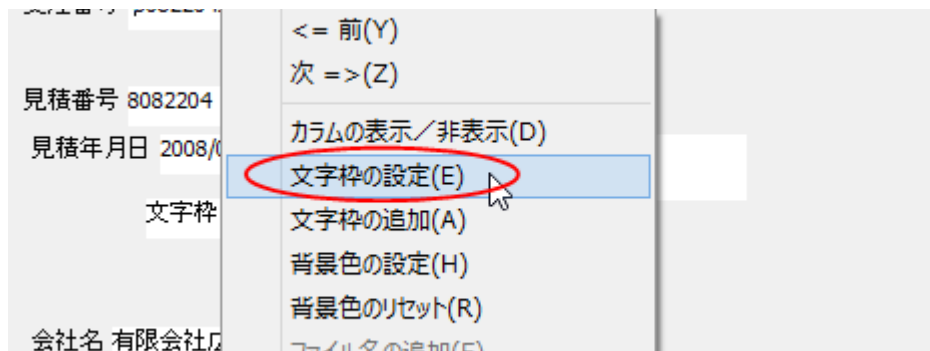 <= 前(Y)
次 =>(Z)
見積番号 8082204
カラムの表示／非表示(D)
見積年月日 2008/
文字枠の設定(E)
文字枠
文字枠の追加(A)
背景色の設定(H)
背景色のリセット(R)
会社名 有限会社